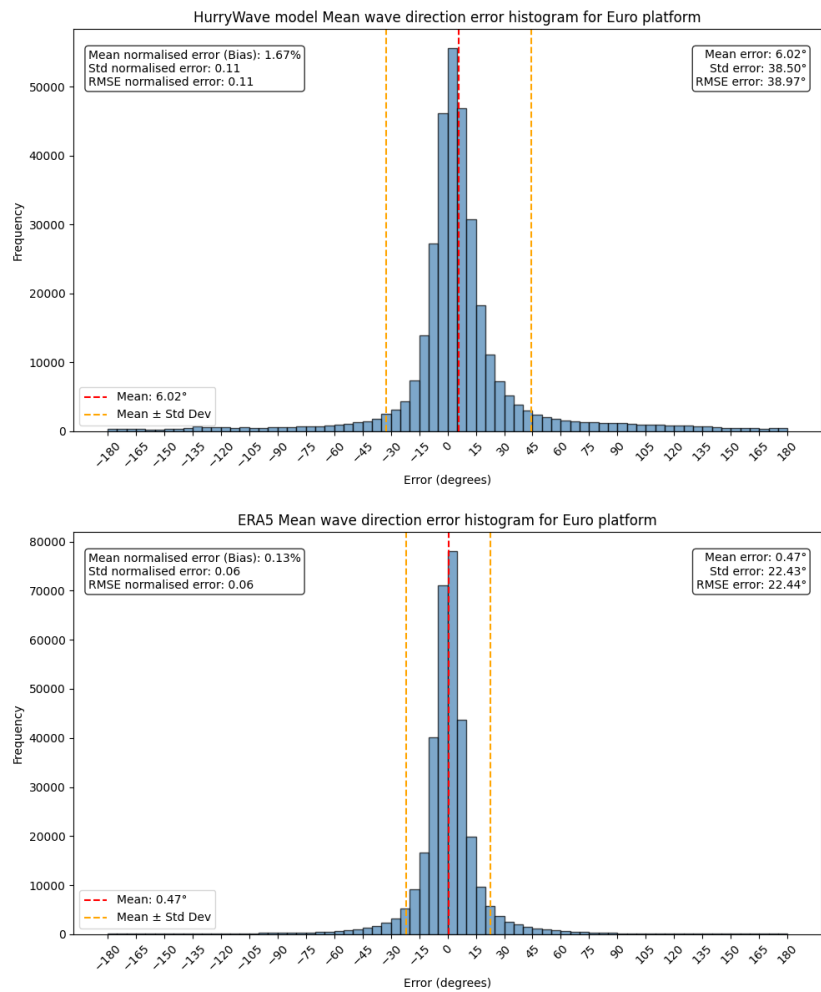 HurryWave model Mean wave direction error histogram for Euro platform
Mean normalised error (Bias): 1.67%
Std normalised error: 0.11
RMSE normalised error: 0.11
Mean error: 6.02°
Std error: 38.50°
RMSE error: 38.97°
50000
40000
30000
20000
10000
0
Frequency
Mean: 6.02°
Mean ± Std Dev
−180 −165 −150 −135 −120 −105 −90 −75 −60 −45 −30 −15 0 15 30 45 60 75 90 105 120 135 150 165 180
Error (degrees)
ERA5 Mean wave direction error histogram for Euro platform
Mean normalised error (Bias): 0.13%
Std normalised error: 0.06
RMSE normalised error: 0.06
Mean error: 0.47°
Std error: 22.43°
RMSE error: 22.44°
80000
70000
60000
50000
40000
30000
20000
10000
0
Frequency
Mean: 0.47°
Mean ± Std Dev
−180 −165 −150 −135 −120 −105 −90 −75 −60 −45 −30 −15 0 15 30 45 60 75 90 105 120 135 150 165 180
Error (degrees)